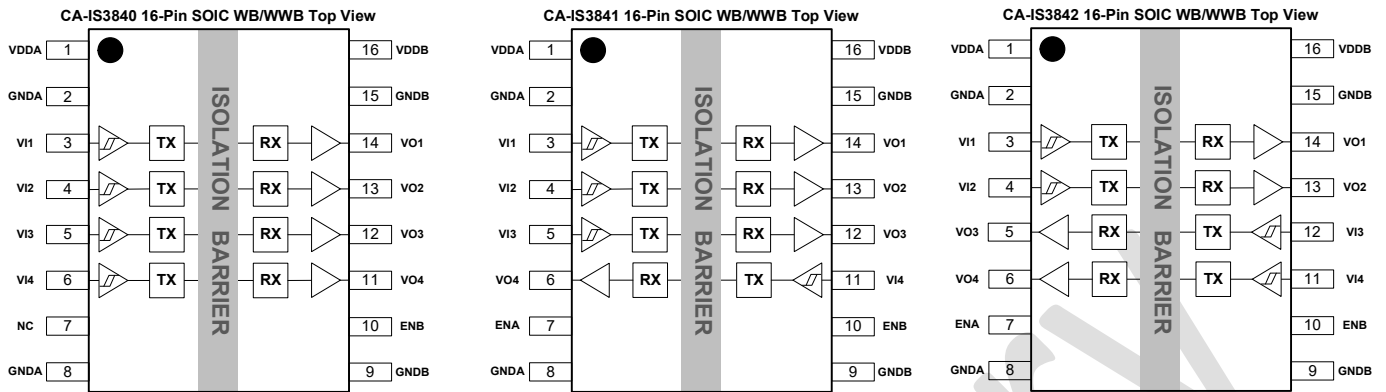 CA-IS3840 16-Pin SOIC WB/WWB Top View
VDDA 1 16 VDDB
GNDA 2 15 GNDB
VI1 3 TX RX 14 VO1
VI2 4 TX RX 13 VO2
VI3 5 TX RX 12 VO3
VI4 6 TX RX 11 VO4
NC 7 10 ENB
GNDA 8 9 GNDB
ISOLATION BARRIER
CA-IS3841 16-Pin SOIC WB/WWB Top View
VDDA 1 16 VDDB
GNDA 2 15 GNDB
VI1 3 TX RX 14 VO1
VI2 4 TX RX 13 VO2
VI3 5 TX RX 12 VO3
VO4 6 RX TX 11 VI4
ENA 7 10 ENB
GNDA 8 9 GNDB
ISOLATION BARRIER
CA-IS3842 16-Pin SOIC WB/WWB Top View
VDDA 1 16 VDDB
GNDA 2 15 GNDB
VI1 3 TX RX 14 VO1
VI2 4 TX RX 13 VO2
VO3 5 RX TX 12 VI3
VO4 6 RX TX 11 VI4
ENA 7 10 ENB
GNDA 8 9 GNDB
ISOLATION BARRIER